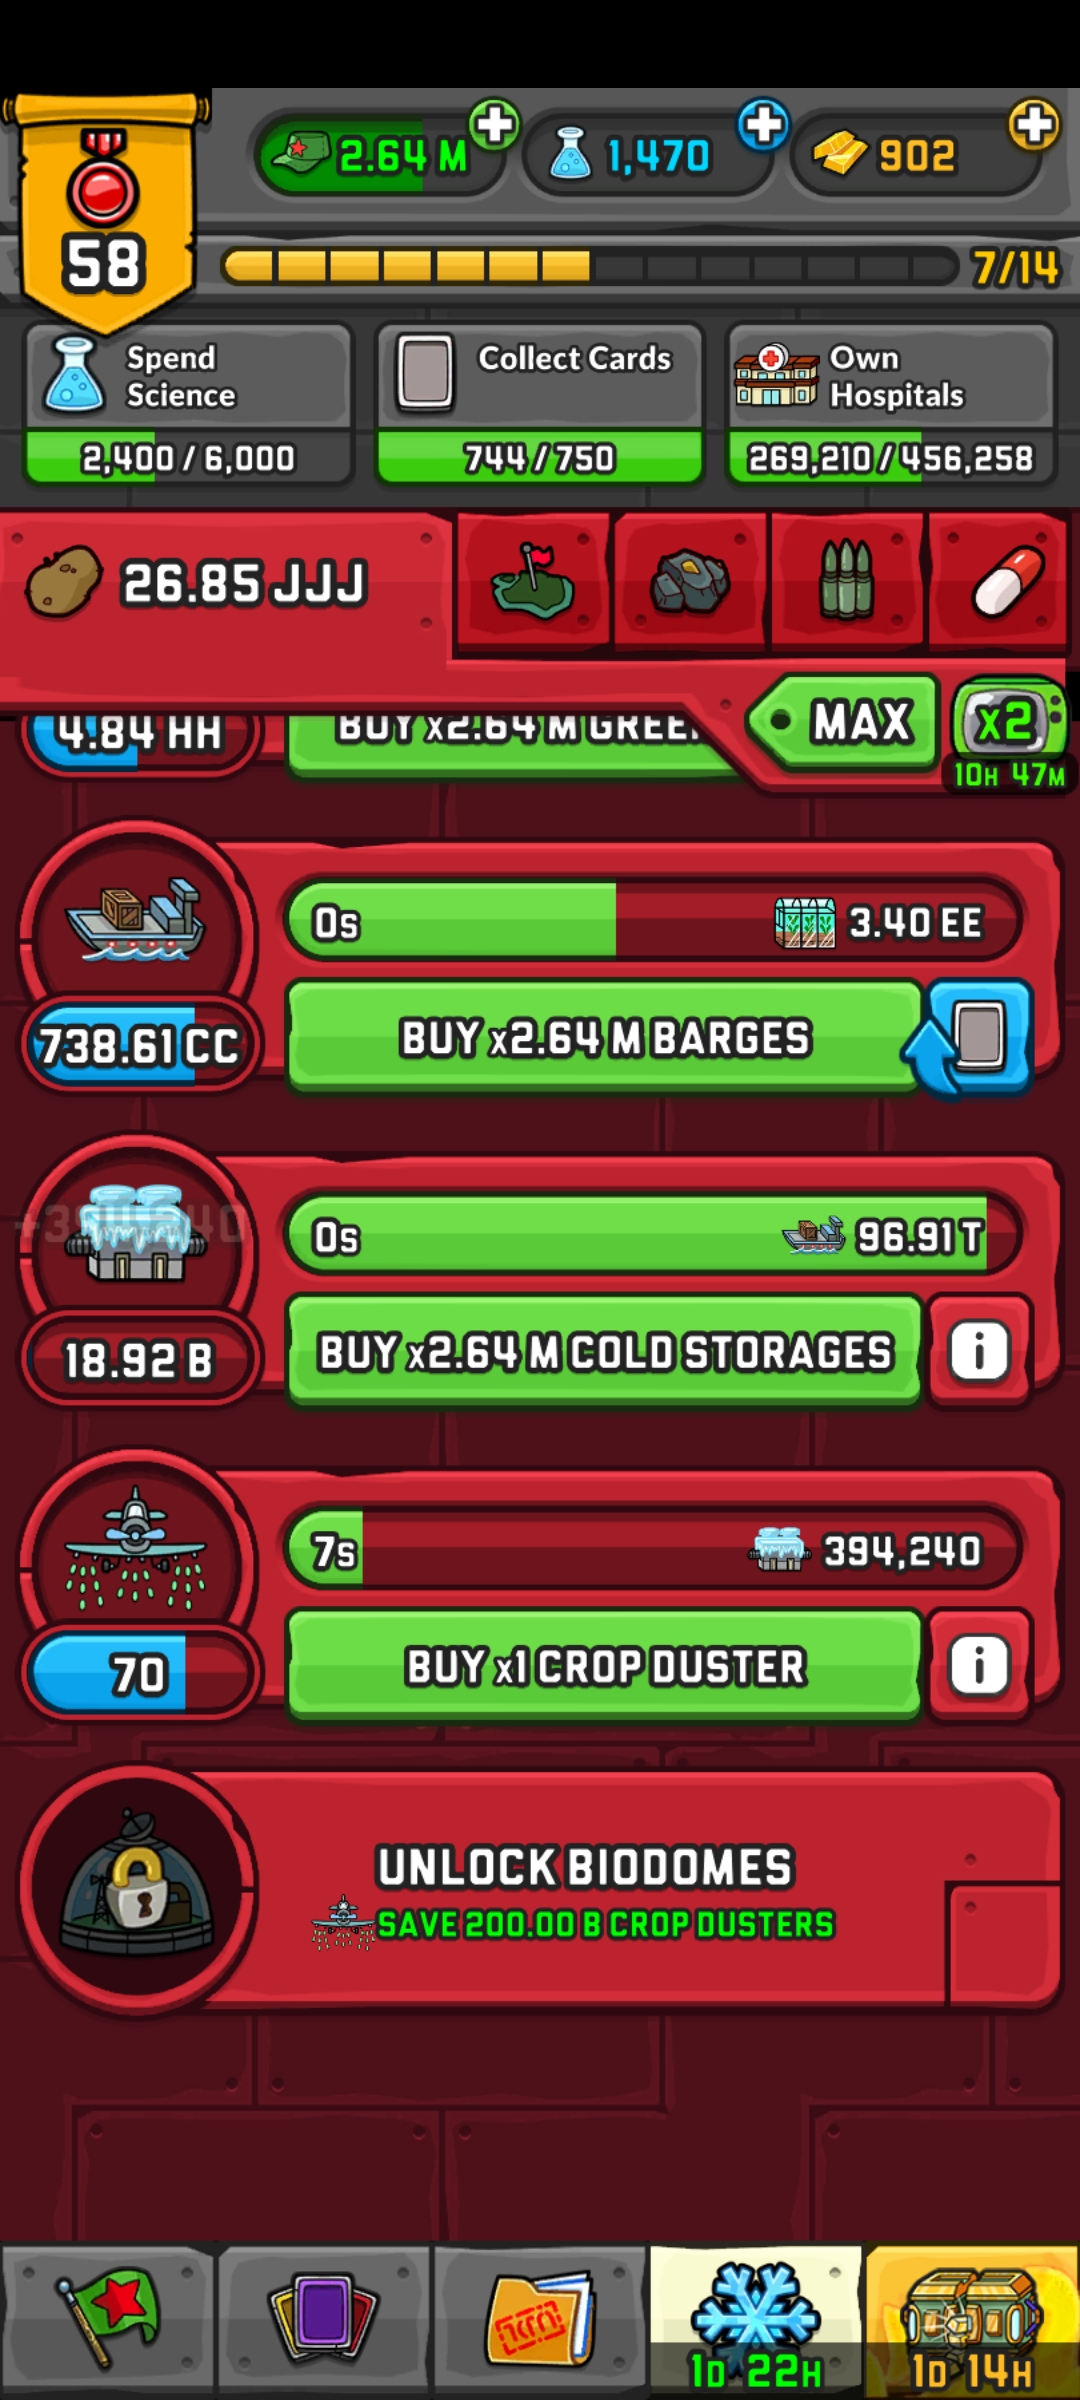 2.64 M
1,470
902
58
7/14
Spend
Science
Collect Cards
Own
Hospitals
2,400 / 6,000
744 / 750
269,210 / 456,258
26.85 JJJ
MAX
x2
10H 47M
4.84 HH
BUY x2.64 M
0s
3.40 EE
738.61 CC
BUY x2.64 M BARGES
0s
96.91 T
18.92 B
BUY x2.64 M COLD STORAGES
i
7s
394,240
70
BUY x1 CROP DUSTER
i
UNLOCK BIODOMES
SAVE 200.00 B CROP DUSTERS
1D 22H
1D 14H